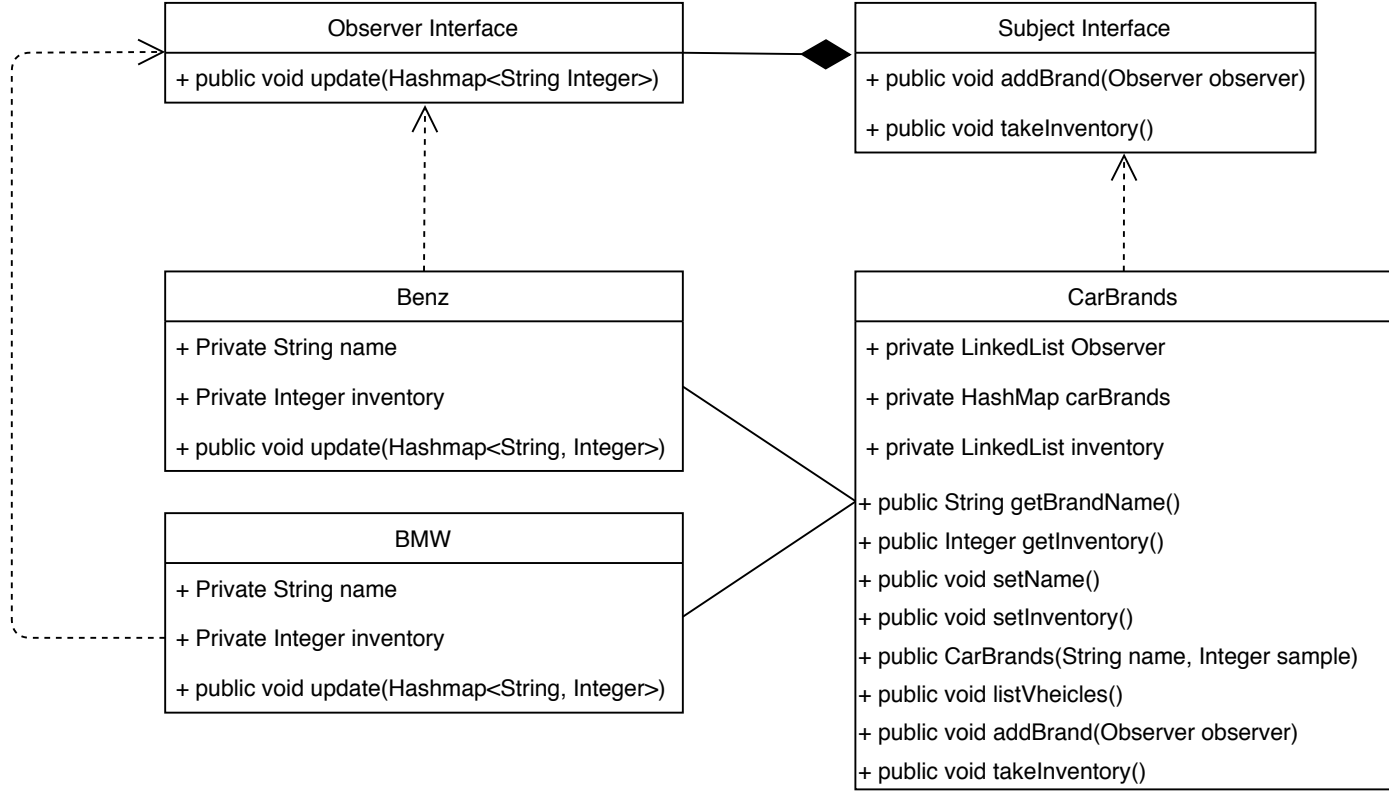 Observer Interface
+ public void update(Hashmap<String Integer>)
Subject Interface
+ public void addBrand(Observer observer)
+ public void takeInventory()
Benz
+ Private String name
+ Private Integer inventory
+ public void update(Hashmap<String, Integer>)
BMW
+ Private String name
+ Private Integer inventory
+ public void update(Hashmap<String, Integer>)
CarBrands
+ private LinkedList Observer
+ private HashMap carBrands
+ private LinkedList inventory
+ public String getBrandName()
+ public Integer getInventory()
+ public void setName()
+ public void setInventory()
+ public CarBrands(String name, Integer sample)
+ public void listVheicles()
+ public void addBrand(Observer observer)
+ public void takeInventory()